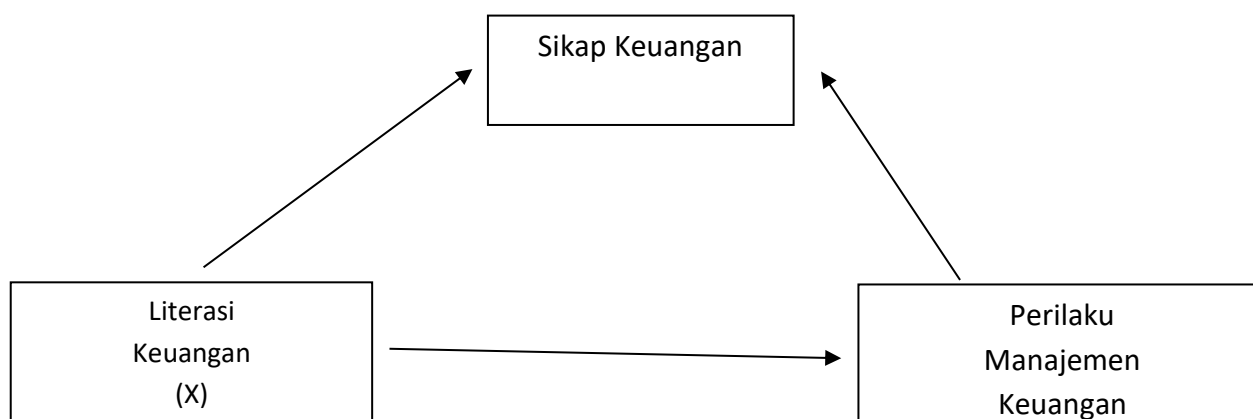 Sikap Keuangan
Literasi
Keuangan
(X)
Perilaku
Manajemen
Keuangan